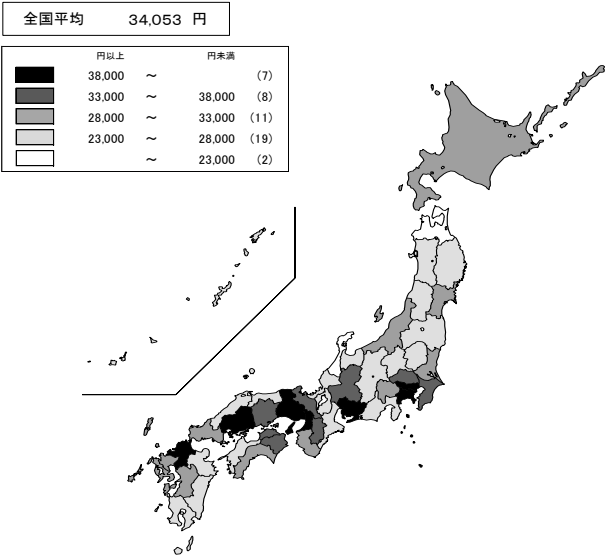 全国平均 34,053 円
円以上 円未満
38,000 ～ (7)
33,000 ～ 38,000 (8)
28,000 ～ 33,000 (11)
23,000 ～ 28,000 (19)
～ 23,000 (2)